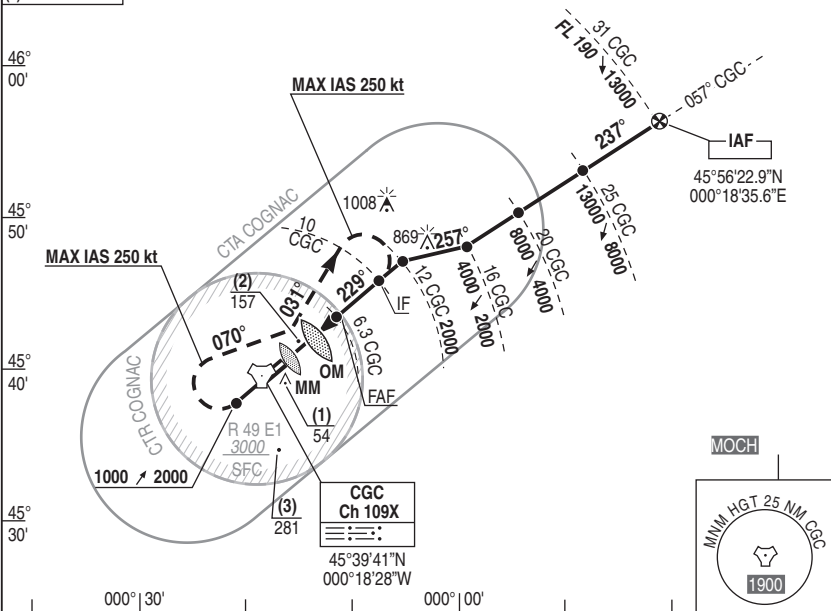 46°
00'
45°
50'
45°
40'
45°
30'
000°30'
000°00'
31 CGC
FL 190 13000
057° CGC
237°
IAF
45°56'22.9"N
000°18'35.6"E
25 CGC
13000 8000
20 CGC
8000 4000
16 CGC
4000 2000
257°
12 CGC 2000
MAX IAS 250 kt
1008
869
10
CGC
CTA COGNAC
MAX IAS 250 kt
229°
IF
031°
(2)
157
070°
6.3 CGC
FAF
OM
MM
(1)
54
CTR COGNAC
R 49 E1
3000
SFC
1000 2000
(3)
281
CGC
Ch 109X
45°39'41"N
000°18'28"W
MOCH
MNM HGT 25 NM CGC
1900